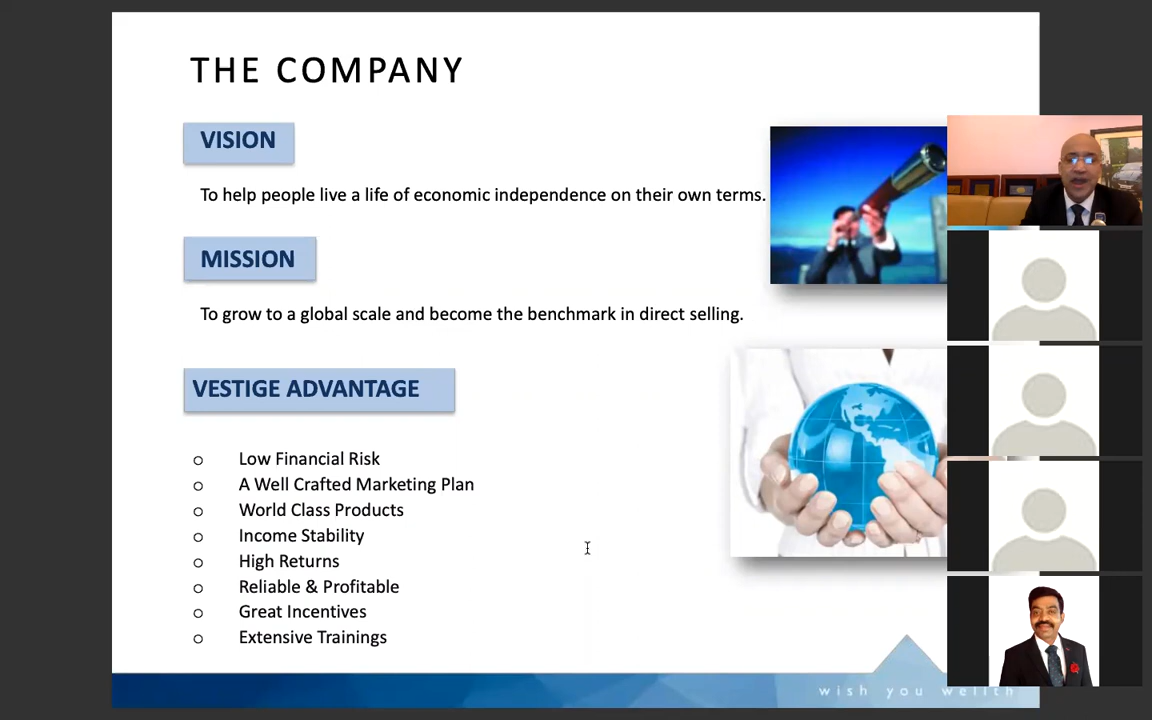 THE COMPANY
VISION
To help people live a life of economic independence on their own terms.
MISSION
To grow to a global scale and become the benchmark in direct selling.
VESTIGE ADVANTAGE
o Low Financial Risk
o A Well Crafted Marketing Plan
o World Class Products
o Income Stability
o High Returns
o Reliable & Profitable
o Great Incentives
o Extensive Trainings
wish you wellth